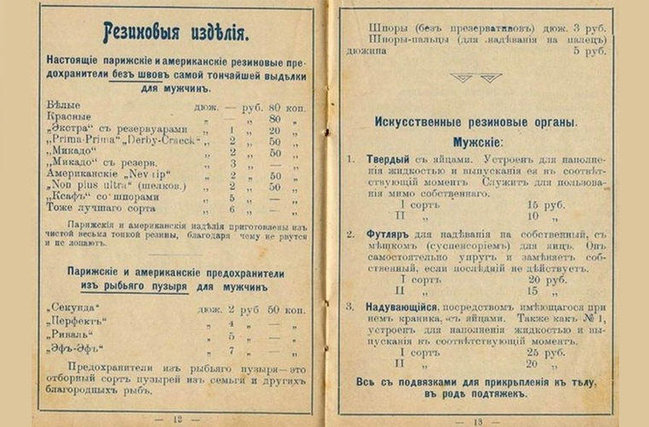 Резиновыя издѣлія.
Настоящіе парижскіе и американскіе резиновые пре-
дохранители безъ швовъ самой тончайшей выдѣлки
для мужчинъ.
Бѣлые дюж. — руб. 80 коп.
Красные „ — „ 80 „
„Экстра“ съ резервуарами „ 1 „ 20 „
„Prima-Prima“ „Derby-Craeck“ „ 2 „ 50 „
„Микадо“ „ 2 „ 50 „
„Микадо“ съ резерв. „ 3 „ — „
Американскіе „Nev rip“ „ 2 „ 50 „
„Non plus ultra“ (шелков.) „ 2 „ 50 „
„Ксафъ“ со шпорами „ 5 „ — „
Тоже лучшаго сорта „ 6 „ — „
Парижскія и американскія издѣлія приготовлены изъ
чистой весьма тонкой резины, благодаря чему не рвутся
и не лопаютъ.
Парижскіе и американскіе предохранители
изъ рыбьяго пузыря для мужчинъ
„Секунда“ дюж. 2 руб 50 коп.
„Перфектъ“ „ 4 „ — „
„Риваль“ „ 5 „ — „
„Эфъ-Эфъ“ „ 7 „ — „
Предохранители изъ рыбьяго пузыря—это
отборный сортъ пузырей изъ семьи и другихъ
благородныхъ рыбъ.
— 12 —
Шпоры (безъ презервативовъ) дюж. 3 руб.
Шпоры-пальцы (для надѣванія на палецъ)
дюжина 5 руб.
Искусственные резиновые органы.
Мужскіе:
1. Твердый съ яйцами. Устроенъ для наполне-
нія жидкостью и выпусканія ея въ соотвѣт-
ствующій моментъ. Служитъ для пользова-
нія мимо собственнаго.
I сортъ 15 руб.
II „ 10 „
2. Футляръ для надѣванія на собственный, съ
мѣшкомъ (суспенсоріемъ) для яицъ. Онъ
самостоятельно упругъ и замѣняетъ соб-
ственный, если послѣдній не дѣйствуетъ.
I сортъ 20 руб.
II „ 15 „
3. Надувающійся, посредствомъ имѣющагося при
немъ краника, съ яйцами. Также какъ № 1,
устроенъ для наполненія жидкостью и выпу-
сканія въ соотвѣтствующій моментъ.
I сортъ 25 руб.
II „ 20 „
Всѣ съ подвязками для прикрѣпленія къ тѣлу,
въ родѣ подтяжекъ.
— 13 —